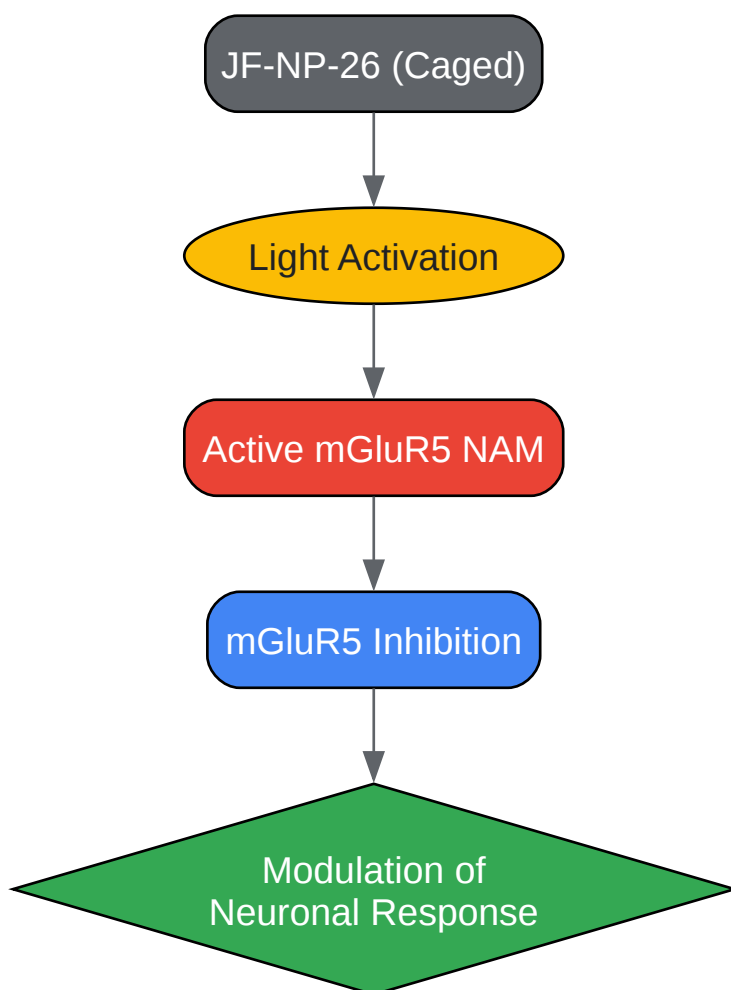 JF-NP-26 (Caged)
Light Activation
Active mGluR5 NAM
mGluR5 Inhibition
Modulation of
Neuronal Response